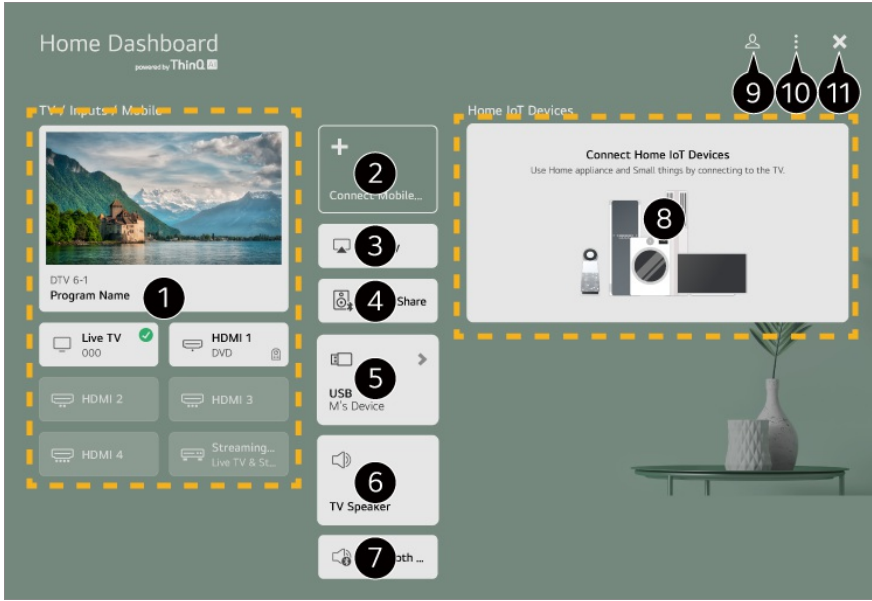 Home Dashboard
powered by ThinQ AI
9
10
11
TV / Inputs / Mobile
DTV 6-1
Program Name
1
Live TV
000
HDMI 1
DVD
HDMI 2
HDMI 3
HDMI 4
Streaming...
Live TV & St...
2
Connect Mobile...
3
4
Share
5
USB
M's Device
6
TV Speaker
7
Home IoT Devices
Connect Home IoT Devices
Use Home appliance and Small things by connecting to the TV.
8